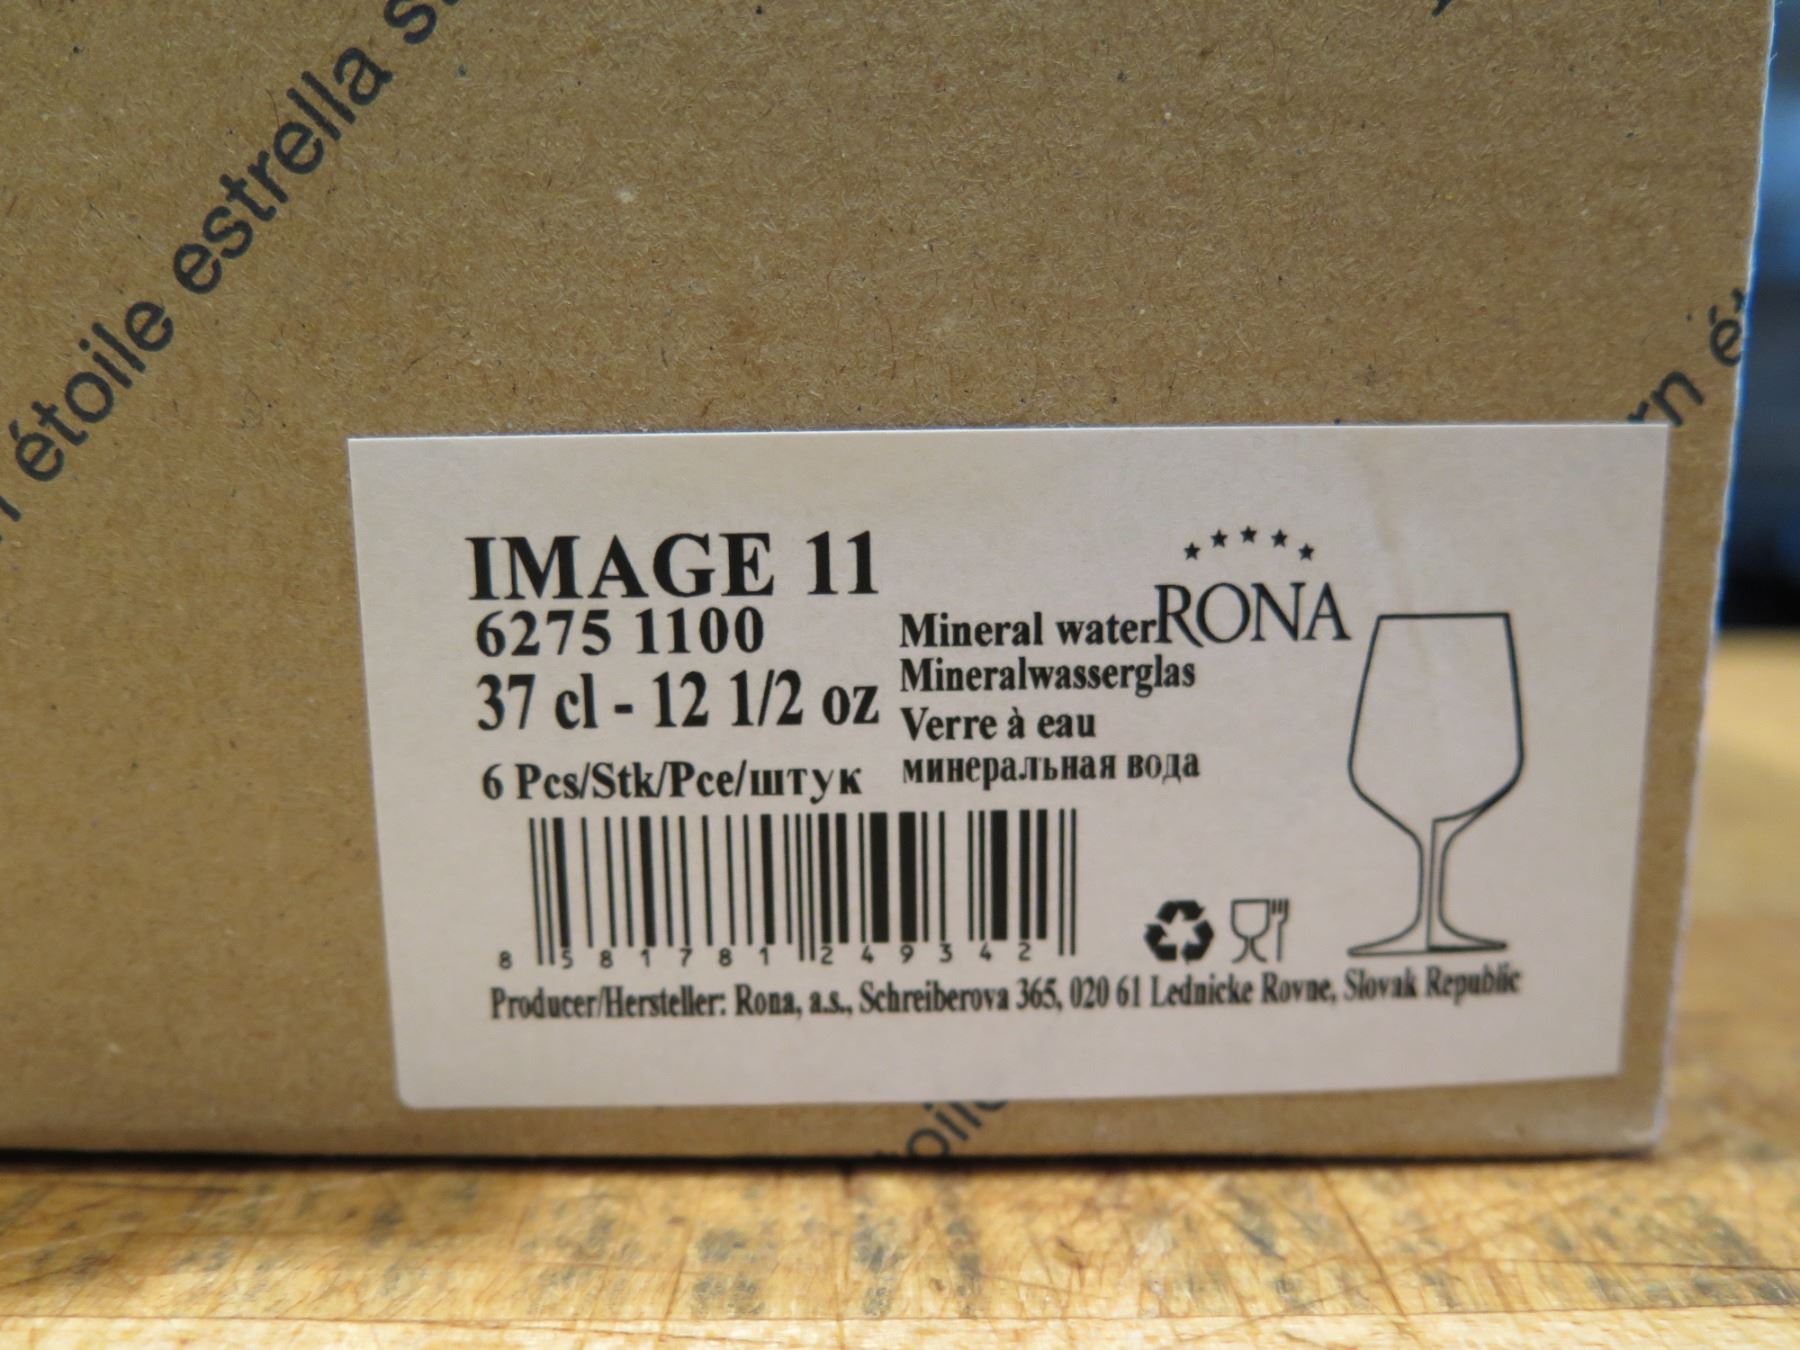 étoile estrella s
rn é
IMAGE 11
6275 1100
37 cl - 12 1/2 oz
6 Pcs/Stk/Pce/штук
RONA
Mineral water
Mineralwasserglas
Verre à eau
минеральная вода
8 581781 249342
Producer/Hersteller: Rona, a.s., Schreiberova 365, 020 61 Lednicke Rovne, Slovak Republic
oile